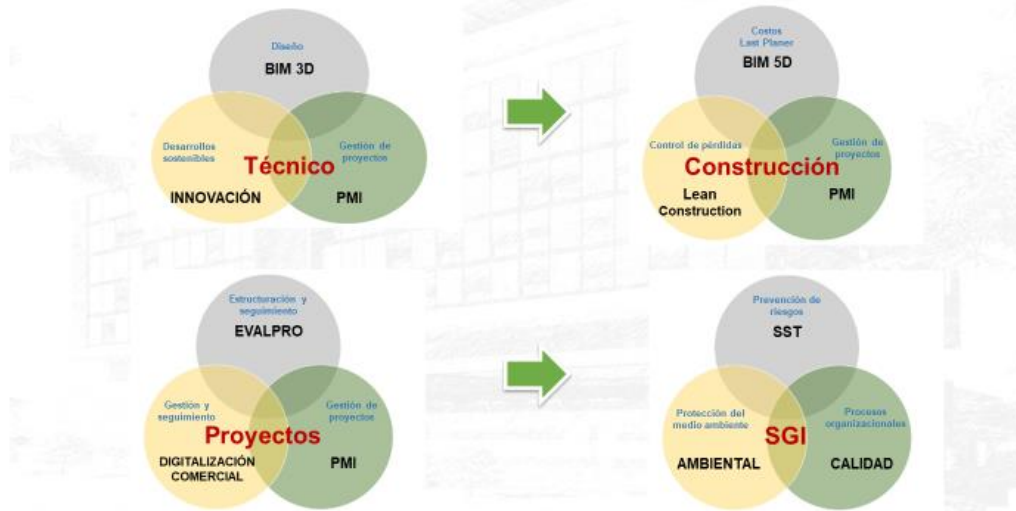 Diseño
BIM 3D
Desarrollos
sostenibles
Gestión de
proyectos
Técnico
INNOVACIÓN
PMI
Costos
Last Planer
BIM 5D
Control de pérdidas
Gestión de
proyectos
Construcción
Lean
Construction
PMI
Estructuración y
seguimiento
EVALPRO
Gestión y
seguimiento
Gestión de
proyectos
Proyectos
DIGITALIZACIÓN
COMERCIAL
PMI
Prevención de
riesgos
SST
Protección del
medio ambiente
Procesos
organizacionales
SGI
AMBIENTAL
CALIDAD